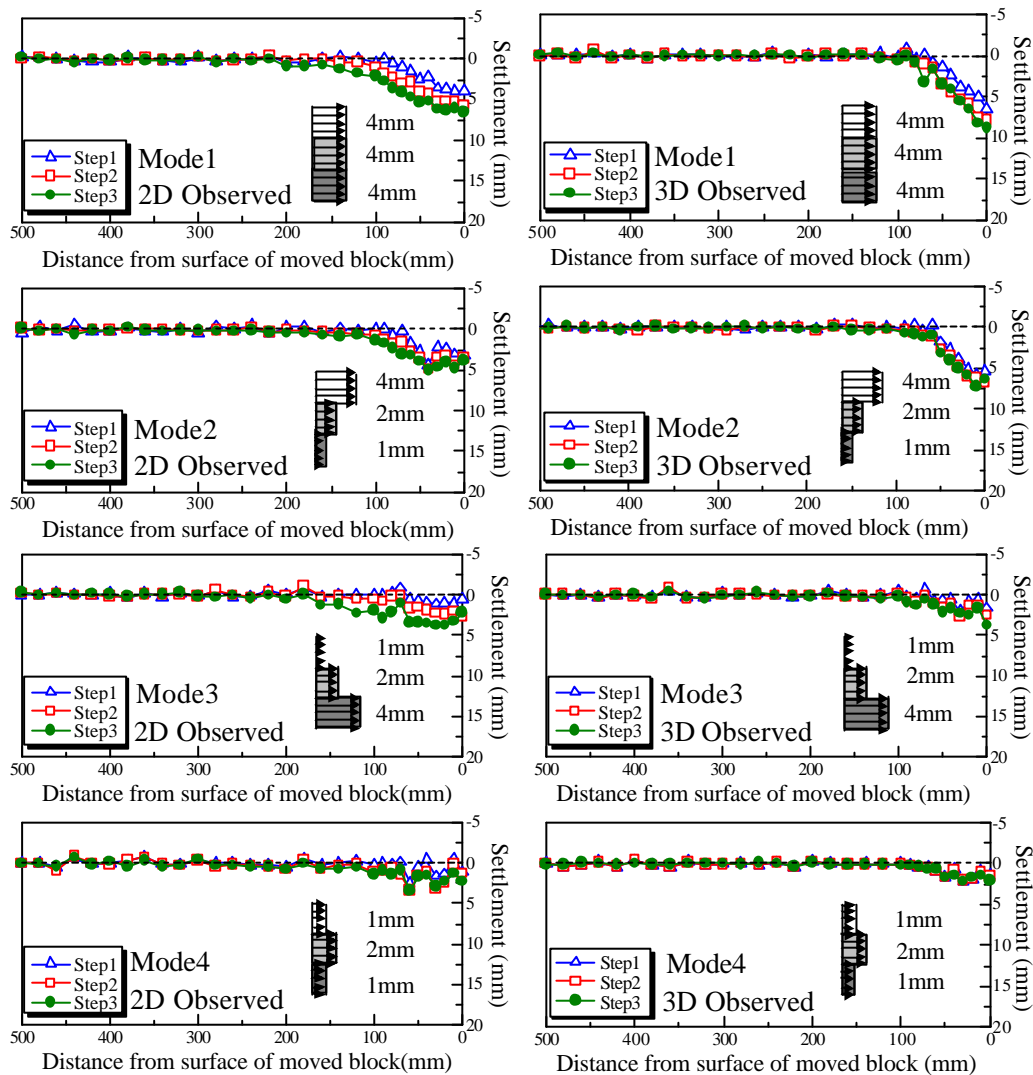 -5
0
5
10
15
20
Settlement (mm)
Step1
Step2
Step3
Mode1
2D Observed
4mm
4mm
4mm
500 400 300 200 100 0
Distance from surface of moved block(mm)
-5
0
5
10
15
20
Settlement (mm)
Step1
Step2
Step3
Mode1
3D Observed
4mm
4mm
4mm
500 400 300 200 100 0
Distance from surface of moved block (mm)
-5
0
5
10
15
20
Settlement (mm)
Step1
Step2
Step3
Mode2
2D Observed
4mm
2mm
1mm
500 400 300 200 100 0
Distance from surface of moved block(mm)
-5
0
5
10
15
20
Settlement (mm)
Step1
Step2
Step3
Mode2
3D Observed
4mm
2mm
1mm
500 400 300 200 100 0
Distance from surface of moved block (mm)
-5
0
5
10
15
20
Settlement (mm)
Step1
Step2
Step3
Mode3
2D Observed
1mm
2mm
4mm
500 400 300 200 100 0
Distance from surface of moved block(mm)
-5
0
5
10
15
20
Settlement (mm)
Step1
Step2
Step3
Mode3
3D Observed
1mm
2mm
4mm
500 400 300 200 100 0
Distance from surface of moved block (mm)
-5
0
5
10
15
20
Settlement (mm)
Step1
Step2
Step3
Mode4
2D Observed
1mm
2mm
1mm
500 400 300 200 100 0
Distance from surface of moved block(mm)
-5
0
5
10
15
20
Settlement (mm)
Step1
Step2
Step3
Mode4
3D Observed
1mm
2mm
1mm
500 400 300 200 100 0
Distance from surface of moved block (mm)